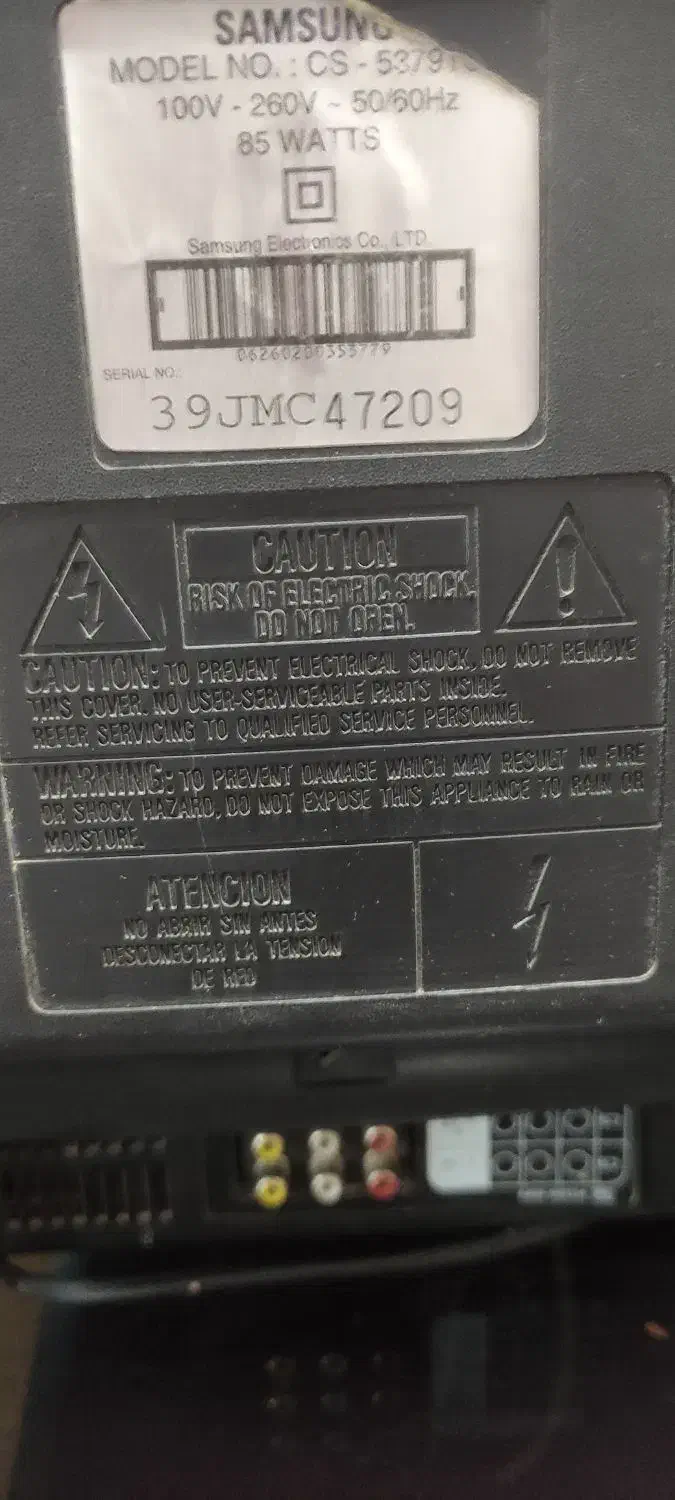 SAMSUNG
MODEL NO. : CS - 5379
100V - 260V ~ 50/60Hz
85 WATTS
Samsung Electronics Co., LTD.
SERIAL NO.:
39JMC47209
CAUTION
RISK OF ELECTRIC SHOCK.
DO NOT OPEN.
CAUTION: TO PREVENT ELECTRICAL SHOCK, DO NOT REMOVE
THIS COVER. NO USER-SERVICEABLE PARTS INSIDE.
REFER SERVICING TO QUALIFIED SERVICE PERSONNEL.
WARNING: TO PREVENT DAMAGE WHICH MAY RESULT IN FIRE
OR SHOCK HAZARD, DO NOT EXPOSE THIS APPLIANCE TO RAIN OR
MOISTURE.
ATENCION
NO ABRIR SIN ANTES
DESCONECTAR LA TENSION
DE RED